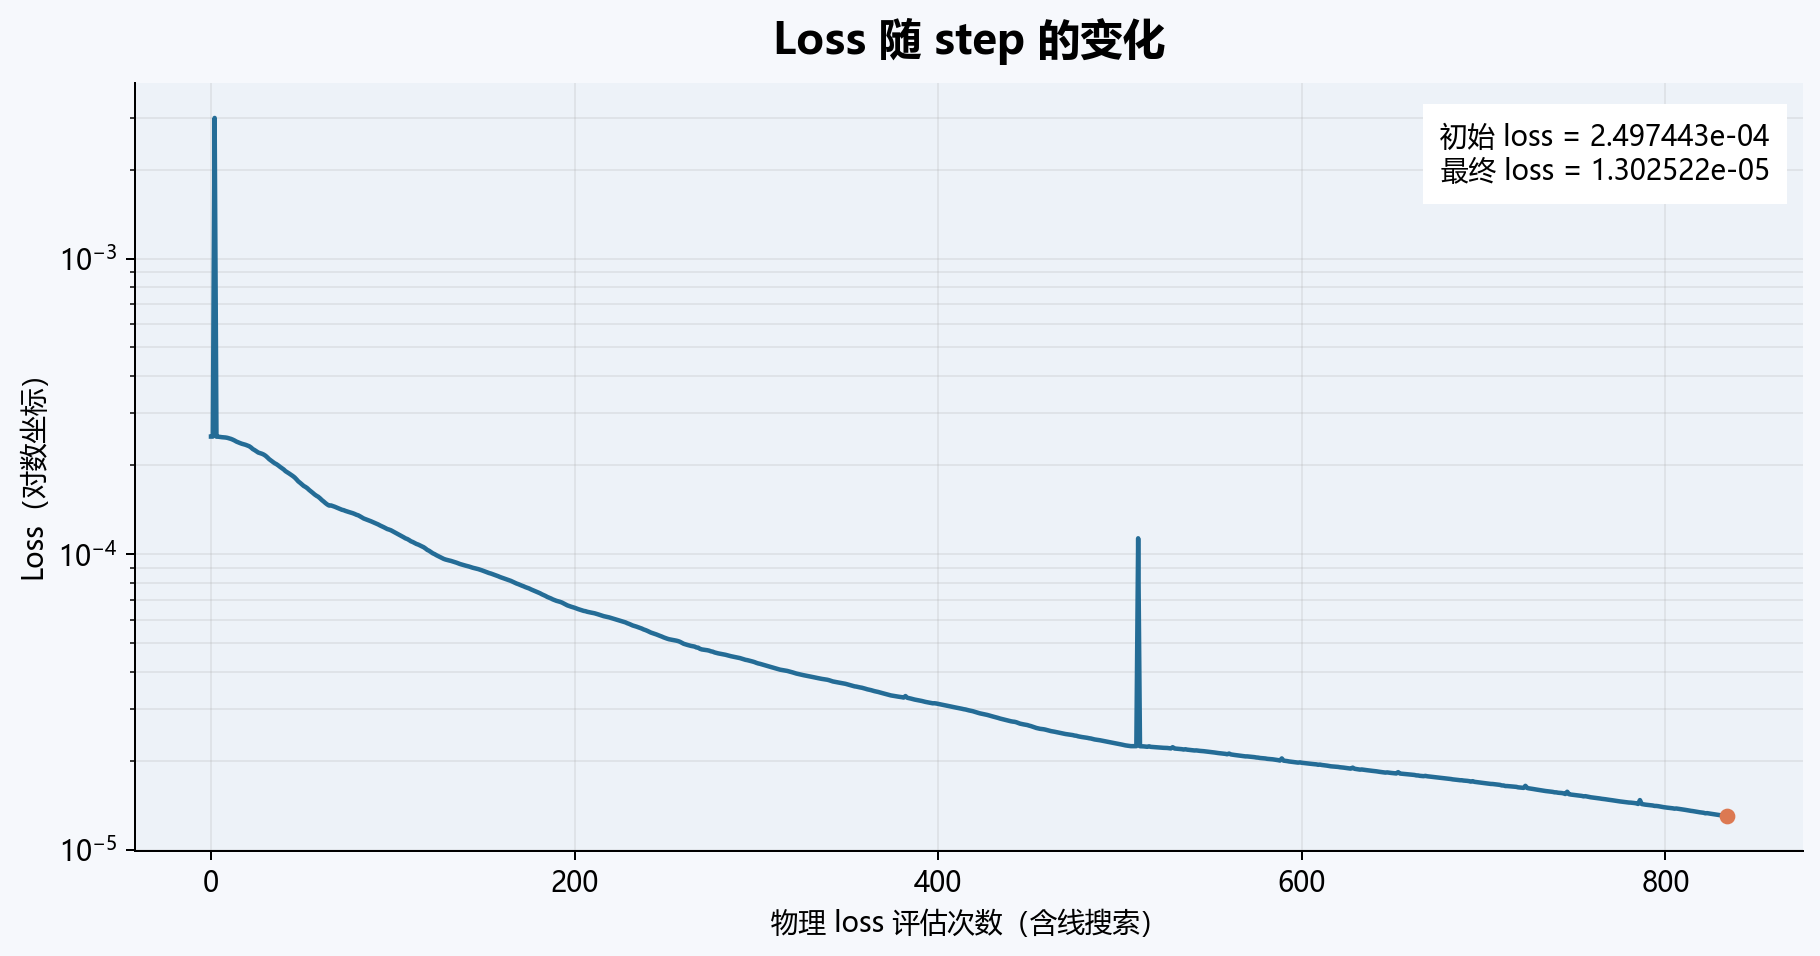 Loss 随 step 的变化
初始 loss = 2.497443e-04
最终 loss = 1.302522e-05
Loss（对数坐标）
10⁻³
10⁻⁴
10⁻⁵
0 200 400 600 800
物理 loss 评估次数（含线搜索）